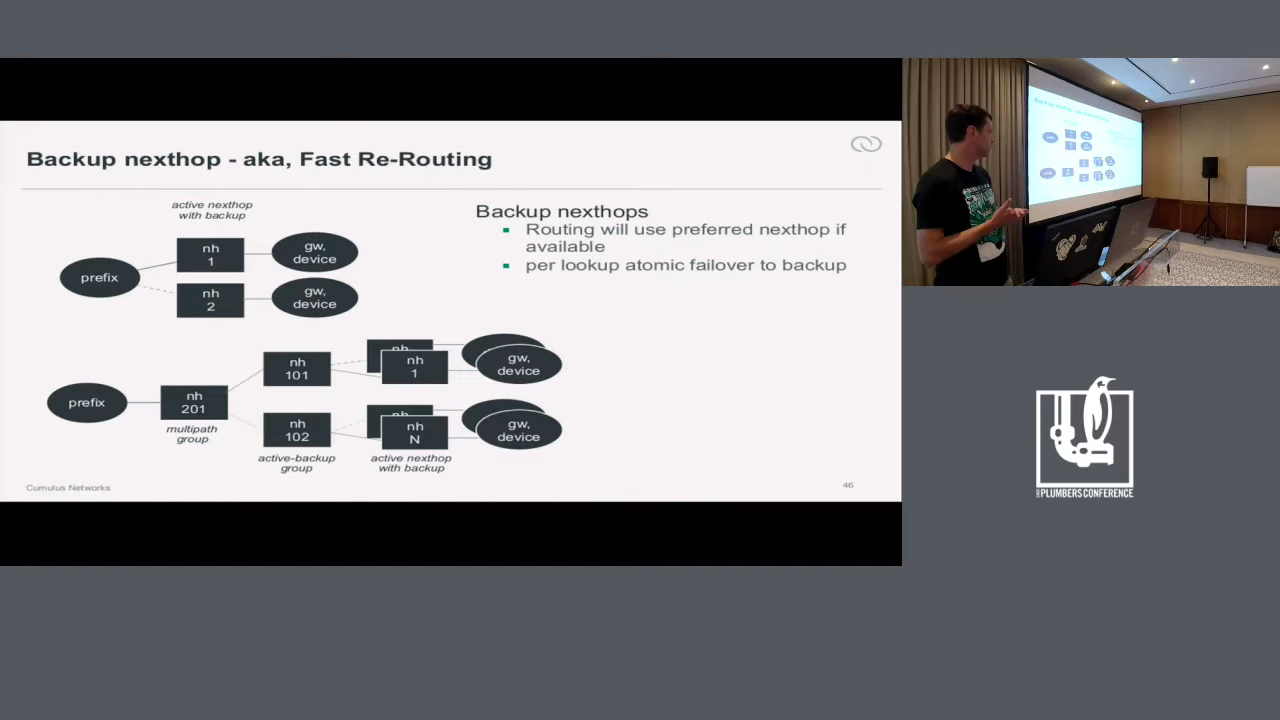 Backup nexthop - aka, Fast Re-Routing
active nexthop
with backup
nh
1
gw,
device
prefix
nh
2
gw,
device
Backup nexthops
Routing will use preferred nexthop if
available
per lookup atomic failover to backup
nh
nh
1
gw,
device
nh
101
prefix
nh
201
multipath
group
nh
102
nh
nh
N
gw,
device
active-backup
group
active nexthop
with backup
Cumulus Networks
46
PLUMBERS CONFERENCE